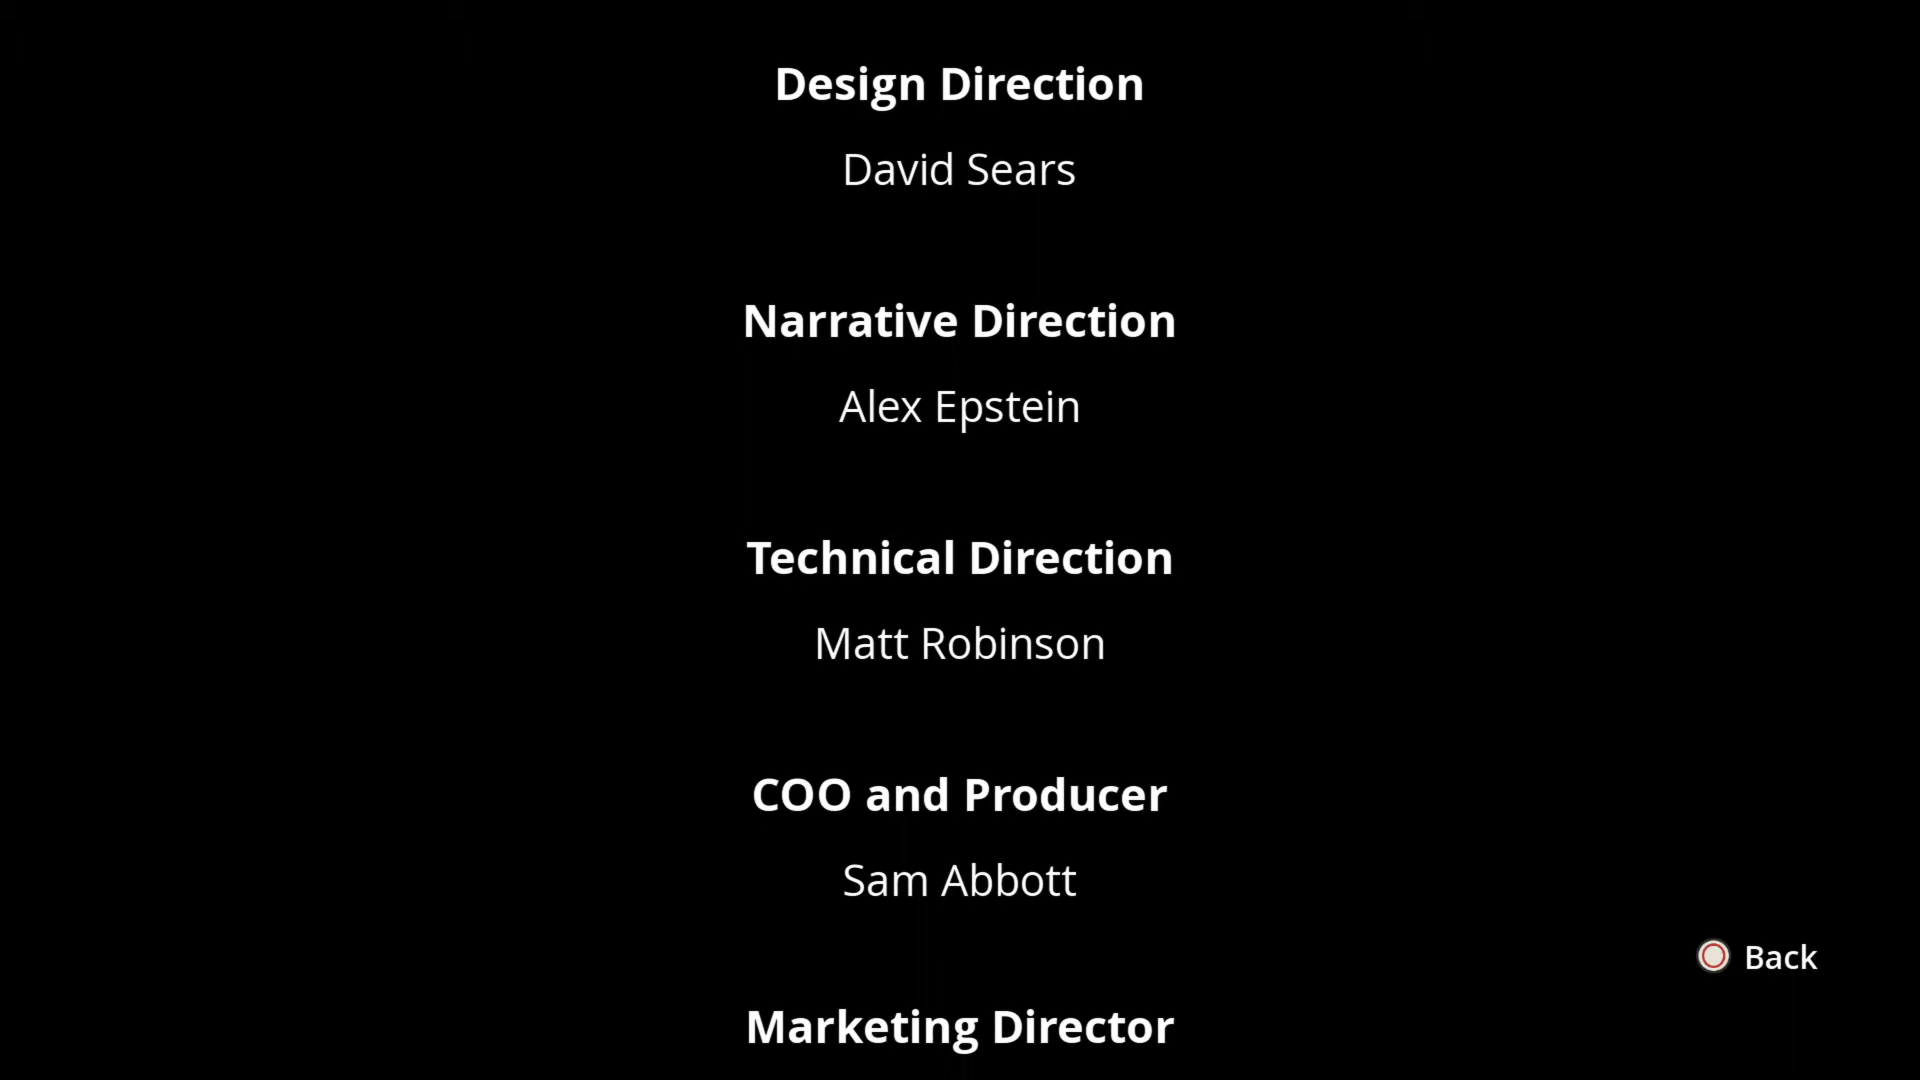 Design Direction
David Sears
Narrative Direction
Alex Epstein
Technical Direction
Matt Robinson
COO and Producer
Sam Abbott
Back
Marketing Director